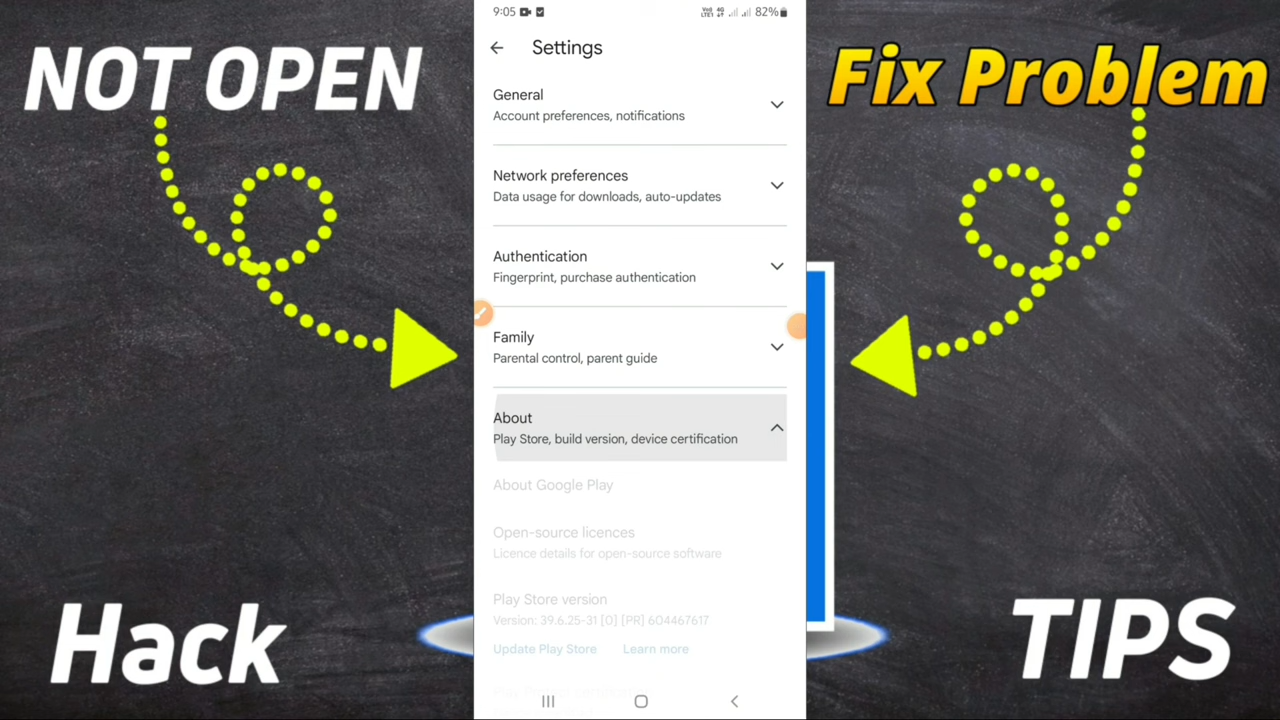 NOT OPEN
Fix Problem
9:05
82%
Settings
General
Account preferences, notifications
Network preferences
Data usage for downloads, auto-updates
Authentication
Fingerprint, purchase authentication
Family
Parental control, parent guide
About
Play Store, build version, device certification
About Google Play
Open-source licences
Licence details for open-source software
Play Store version
Version: 39.6.25-31 [0] [PR] 604467617
Update Play Store Learn more
Hack
TIPS